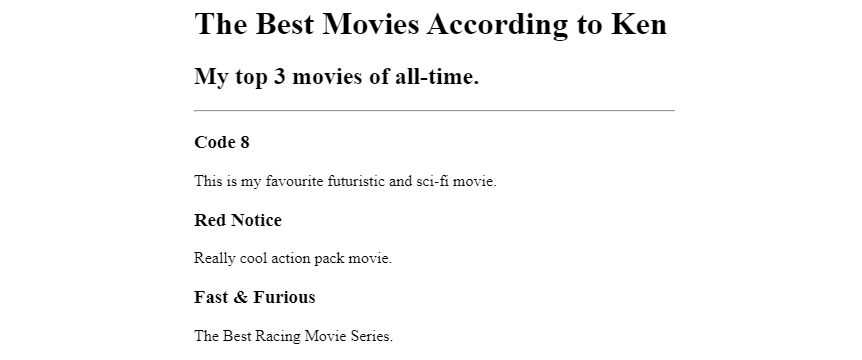 The Best Movies According to Ken
My top 3 movies of all-time.
Code 8
This is my favourite futuristic and sci-fi movie.
Red Notice
Really cool action pack movie.
Fast & Furious
The Best Racing Movie Series.